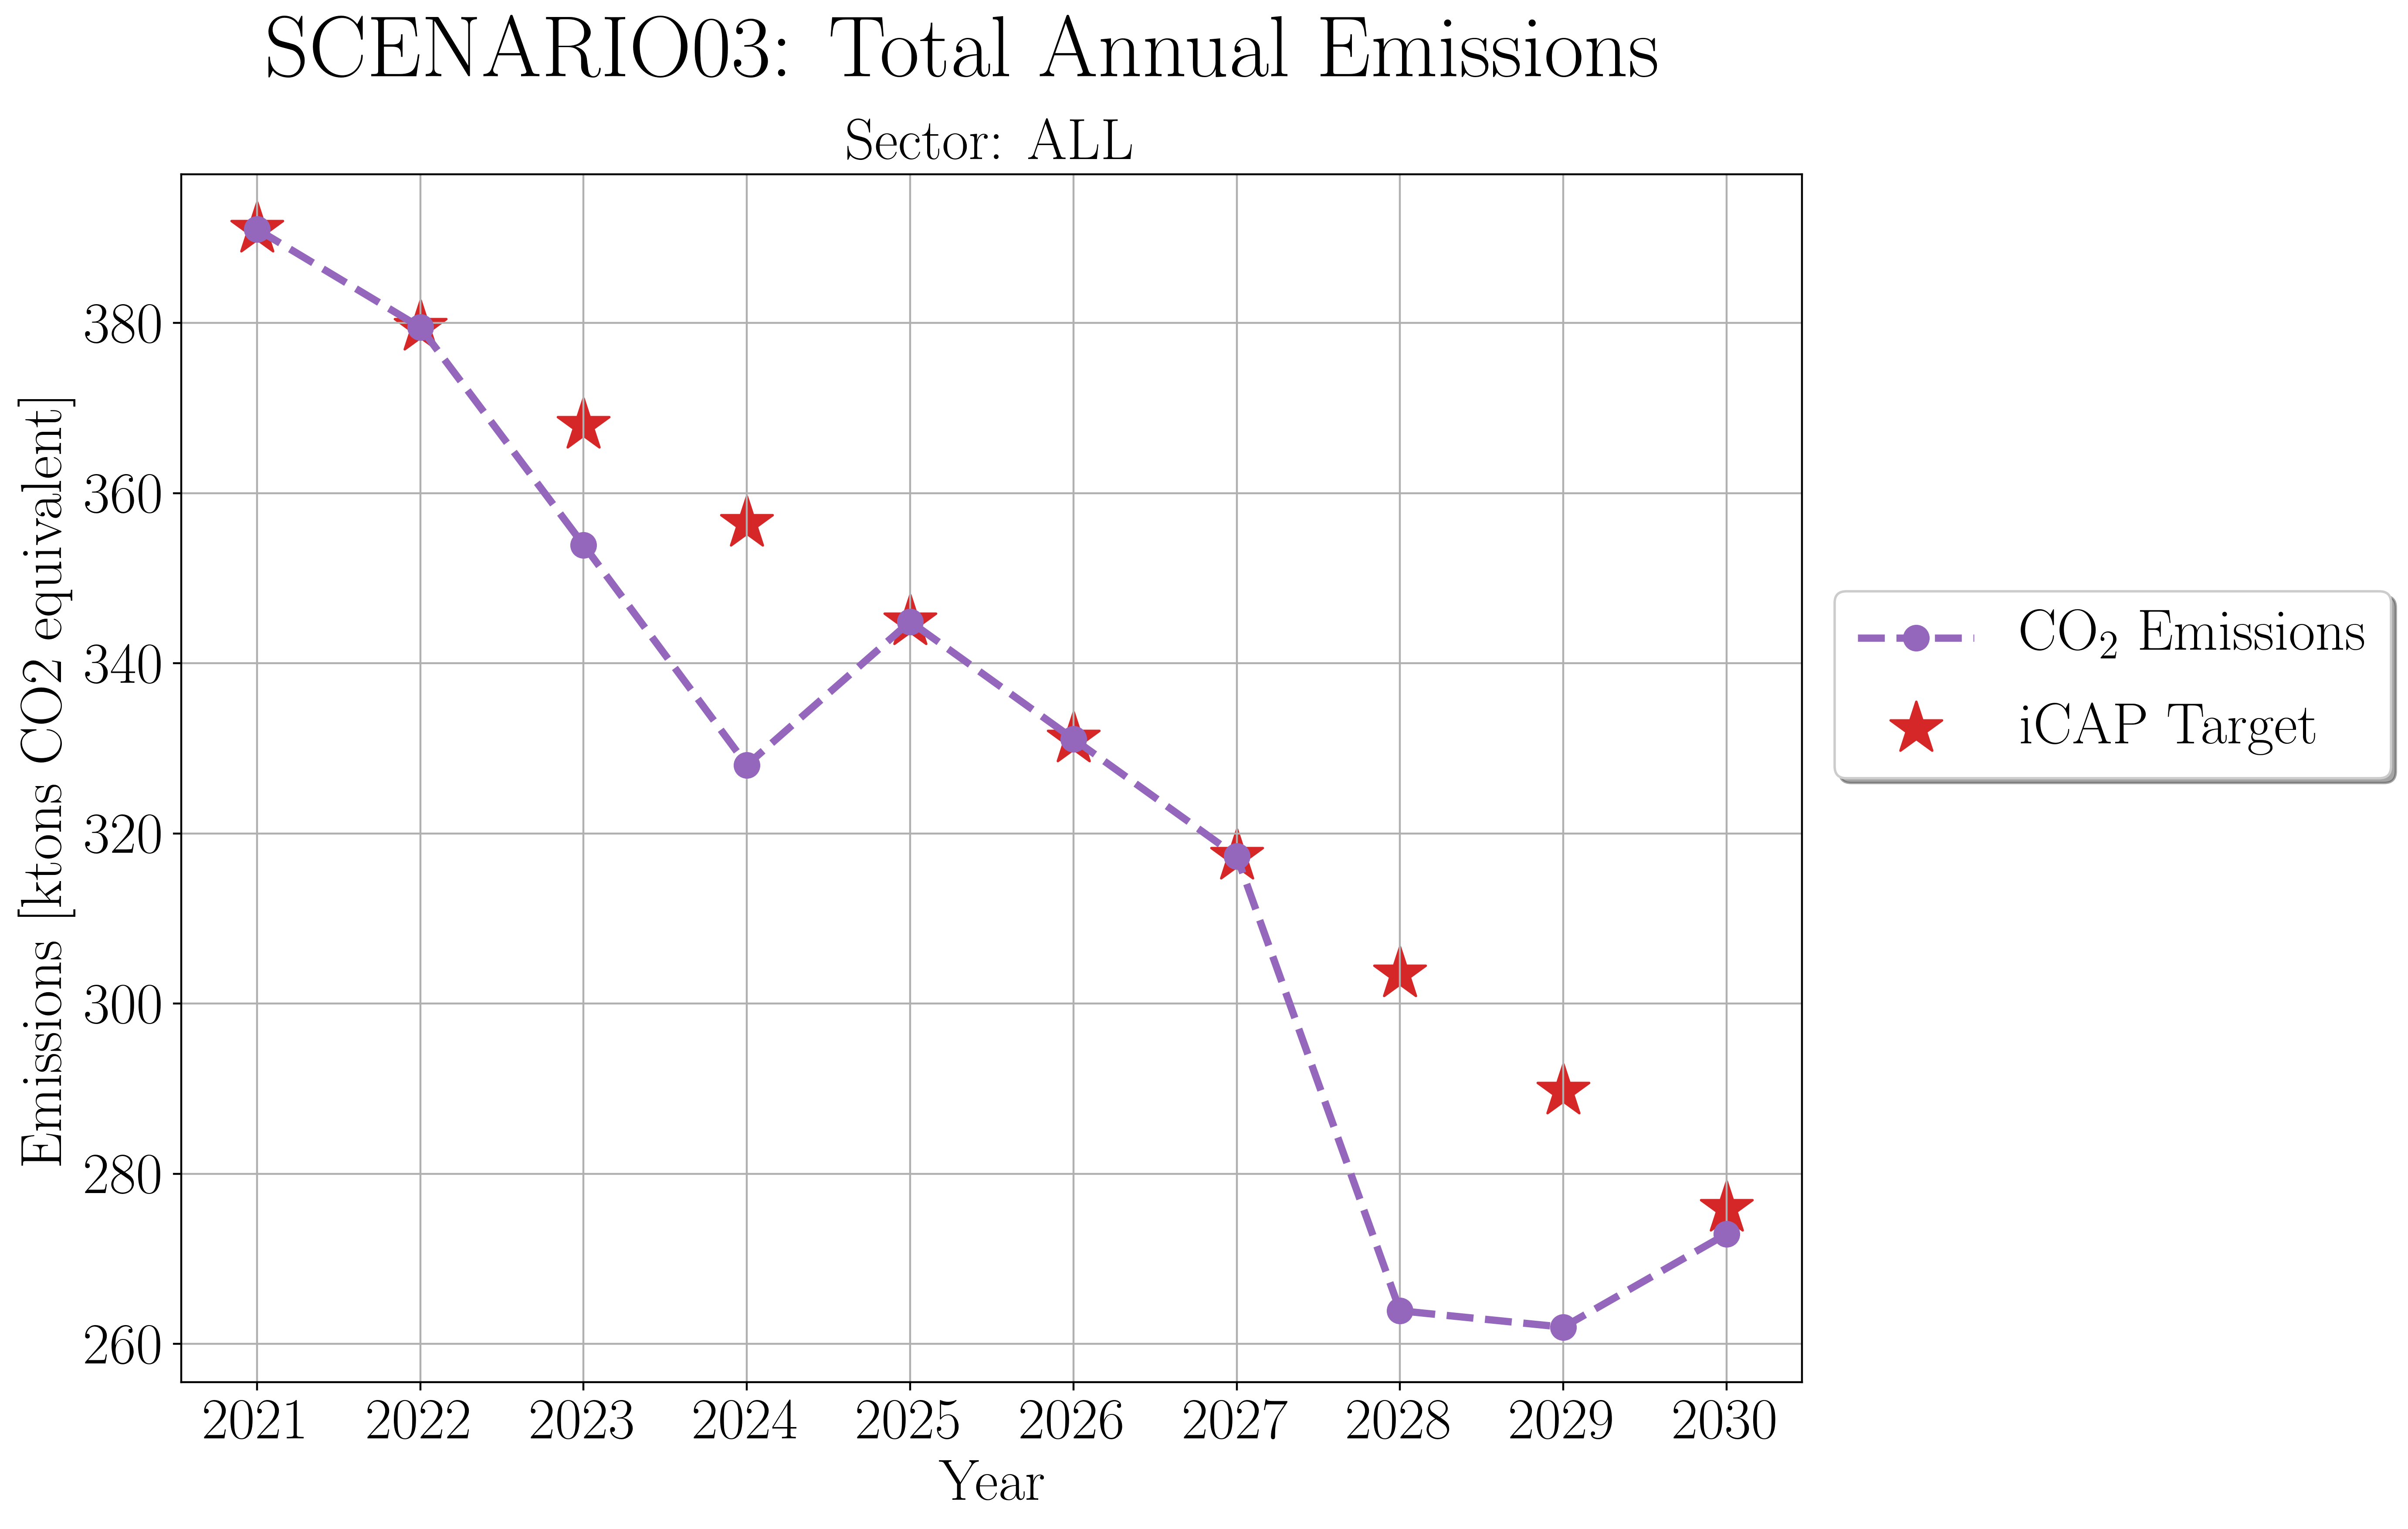 SCENARIO03: Total Annual Emissions
Sector: ALL
Emissions [ktons CO2 equivalent]
380
360
340
320
300
280
260
2021 2022 2023 2024 2025 2026 2027 2028 2029 2030
Year
CO₂ Emissions
iCAP Target